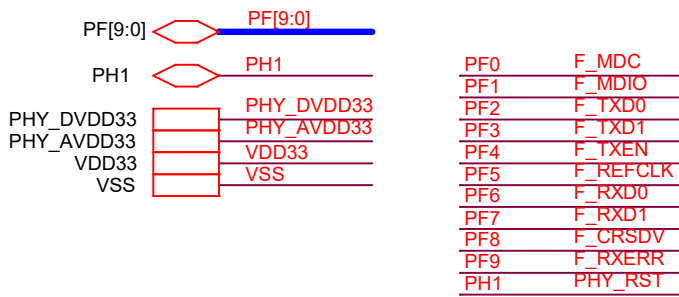 PF[9:0] PF[9:0]
PH1 PH1
PHY_DVDD33 PHY_DVDD33
PHY_AVDD33 PHY_AVDD33
VDD33 VDD33
VSS VSS
PF0 F_MDC
PF1 F_MDIO
PF2 F_TXD0
PF3 F_TXD1
PF4 F_TXEN
PF5 F_REFCLK
PF6 F_RXD0
PF7 F_RXD1
PF8 F_CRSDV
PF9 F_RXERR
PH1 PHY_RST